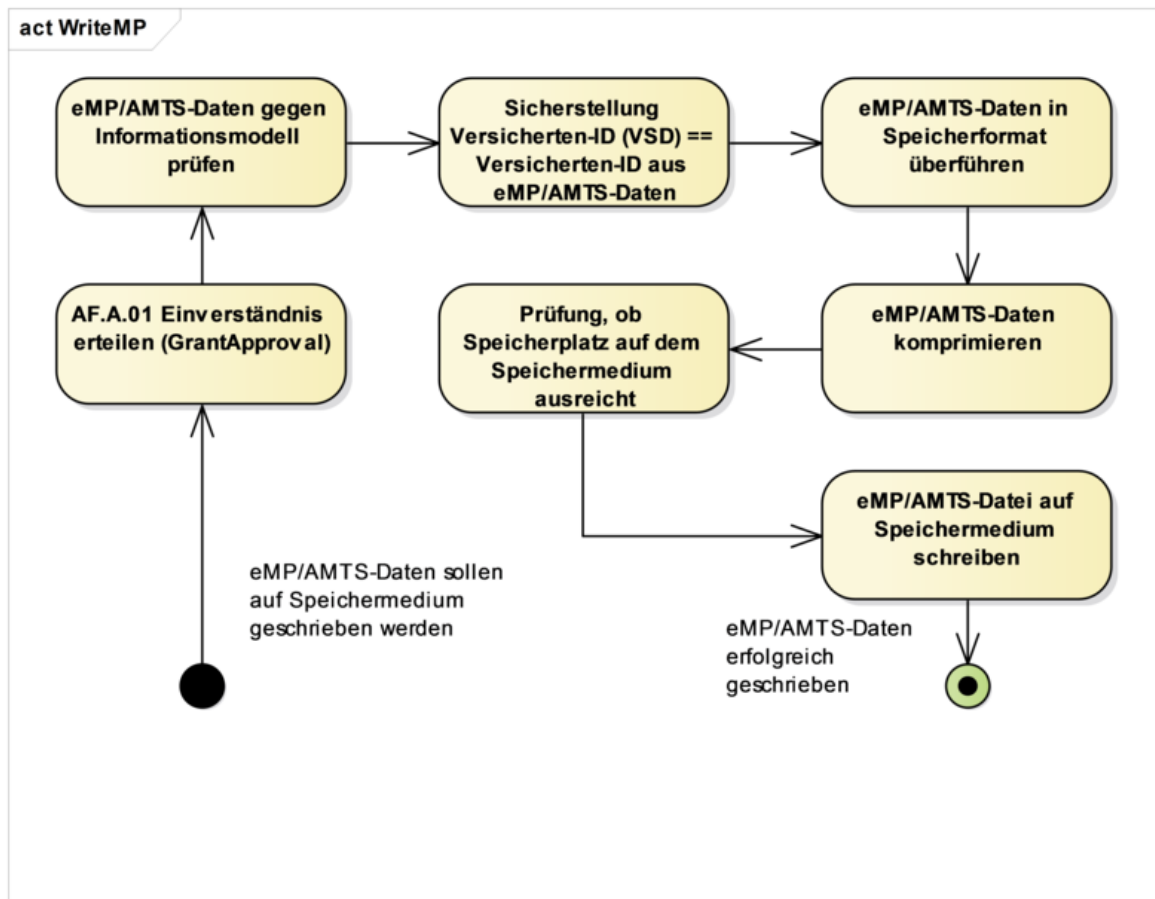 act WriteMP
eMP/AMTS-Daten gegen
Informationsmodell
prüfen
Sicherstellung
Versicherten-ID (VSD) ==
Versicherten-ID aus
eMP/AMTS-Daten
eMP/AMTS-Daten in
Speicherformat
überführen
AF.A.01 Einverständnis
erteilen (GrantApproval)
Prüfung, ob
Speicherplatz auf dem
Speichermedium
ausreicht
eMP/AMTS-Daten
komprimieren
eMP/AMTS-Datei auf
Speichermedium
schreiben
eMP/AMTS-Daten sollen
auf Speichermedium
geschrieben werden
eMP/AMTS-Daten
erfolgreich
geschrieben